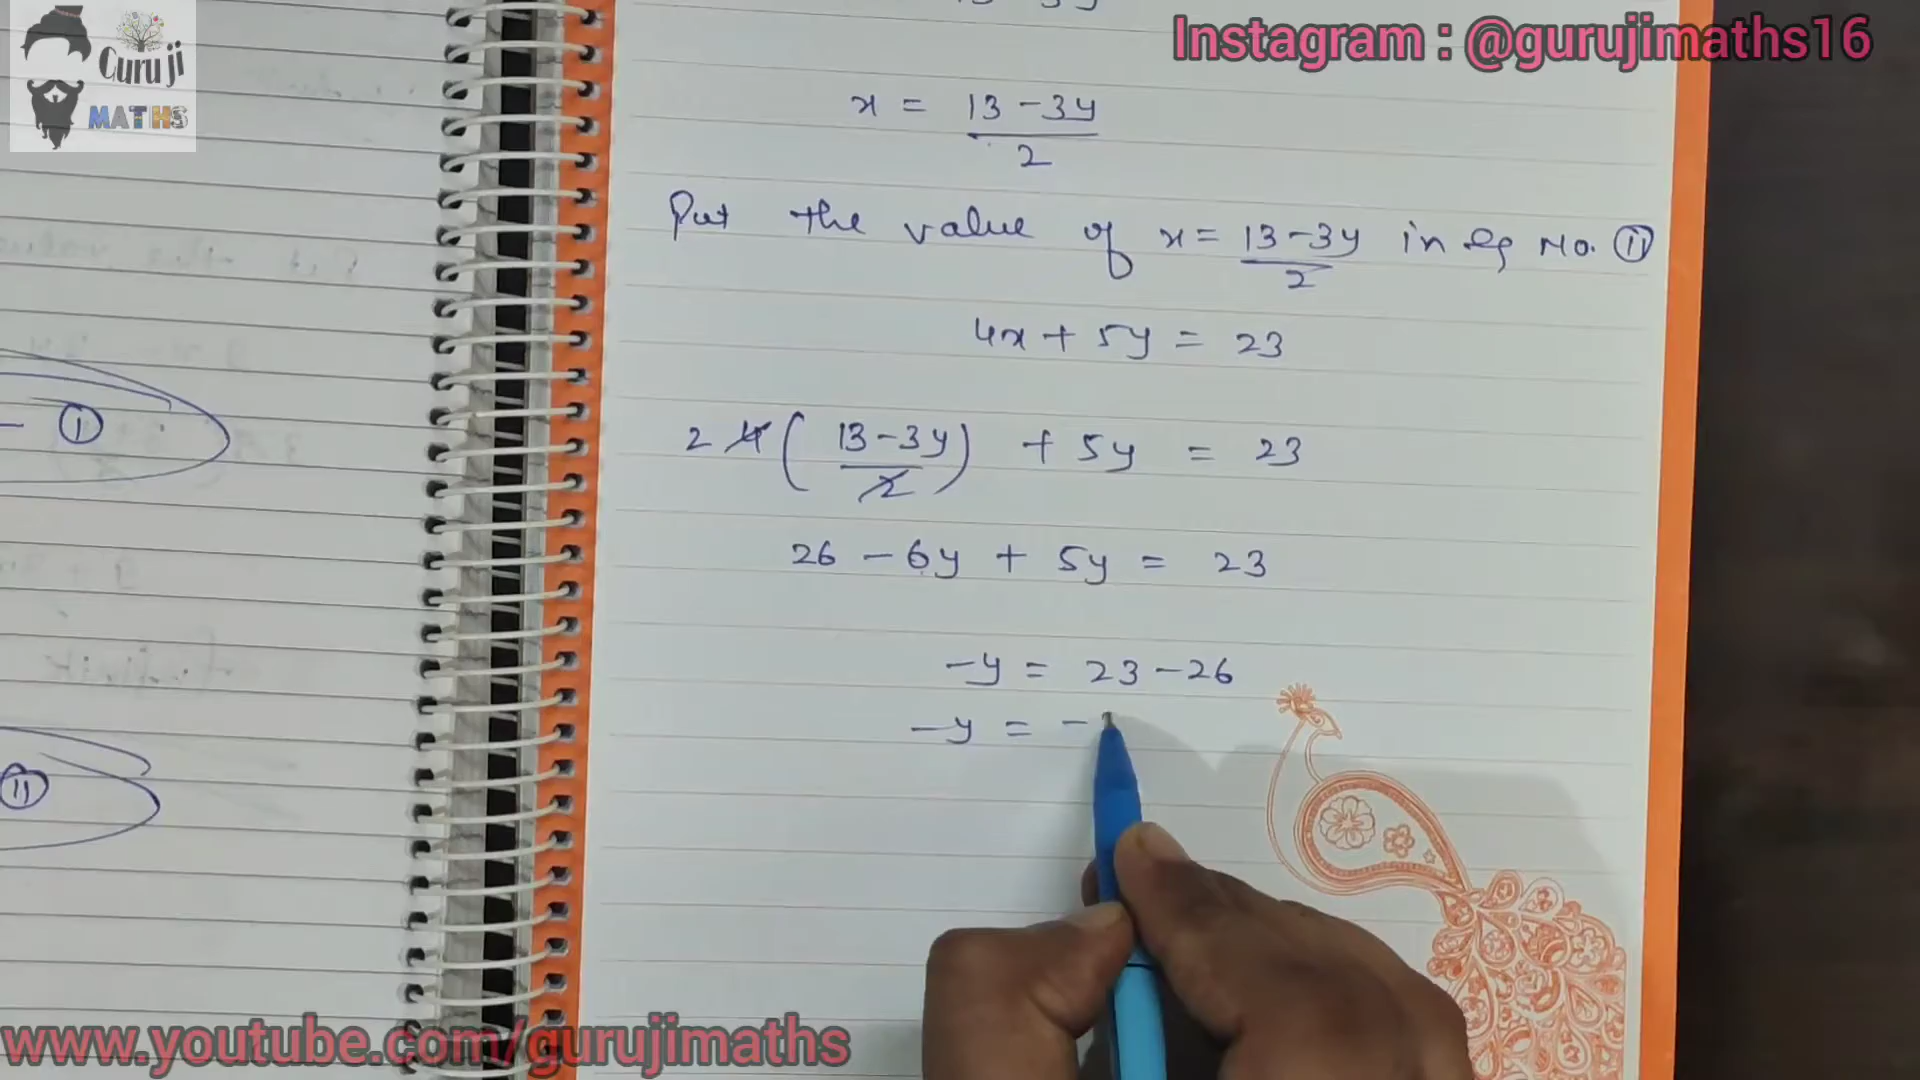 Instagram : @gurujimaths16
Guru ji
MATHS
x = 13 - 3y
2
Put the value of x = 13 - 3y in eq No. (ii)
2
4x + 5y = 23
2 4 ( 13 - 3y ) + 5y = 23
2
26 - 6y + 5y = 23
-y = 23 - 26
-y = -
- (i)
(ii)
www.youtube.com/gurujimaths